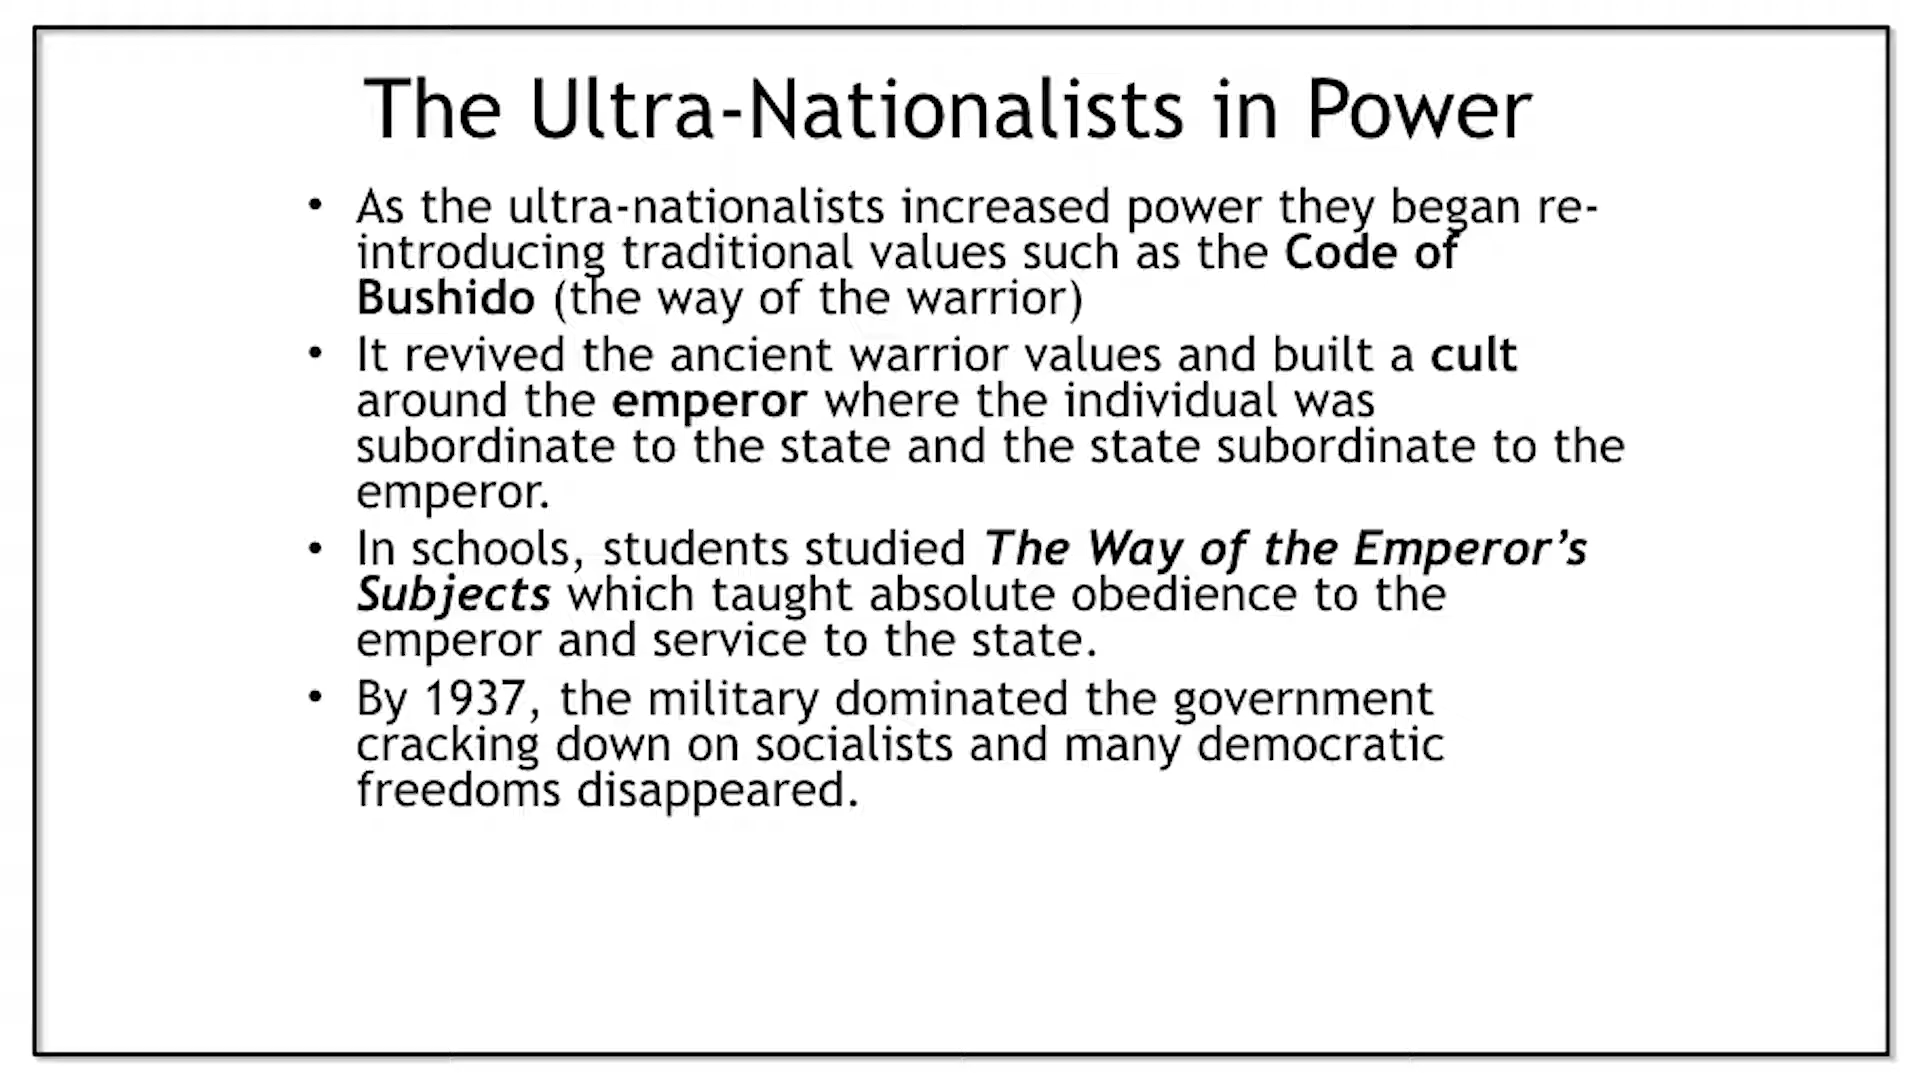 The Ultra-Nationalists in Power
• As the ultra-nationalists increased power they began re-
introducing traditional values such as the Code of
Bushido (the way of the warrior)
• It revived the ancient warrior values and built a cult
around the emperor where the individual was
subordinate to the state and the state subordinate to the
emperor.
• In schools, students studied The Way of the Emperor’s
Subjects which taught absolute obedience to the
emperor and service to the state.
• By 1937, the military dominated the government
cracking down on socialists and many democratic
freedoms disappeared.